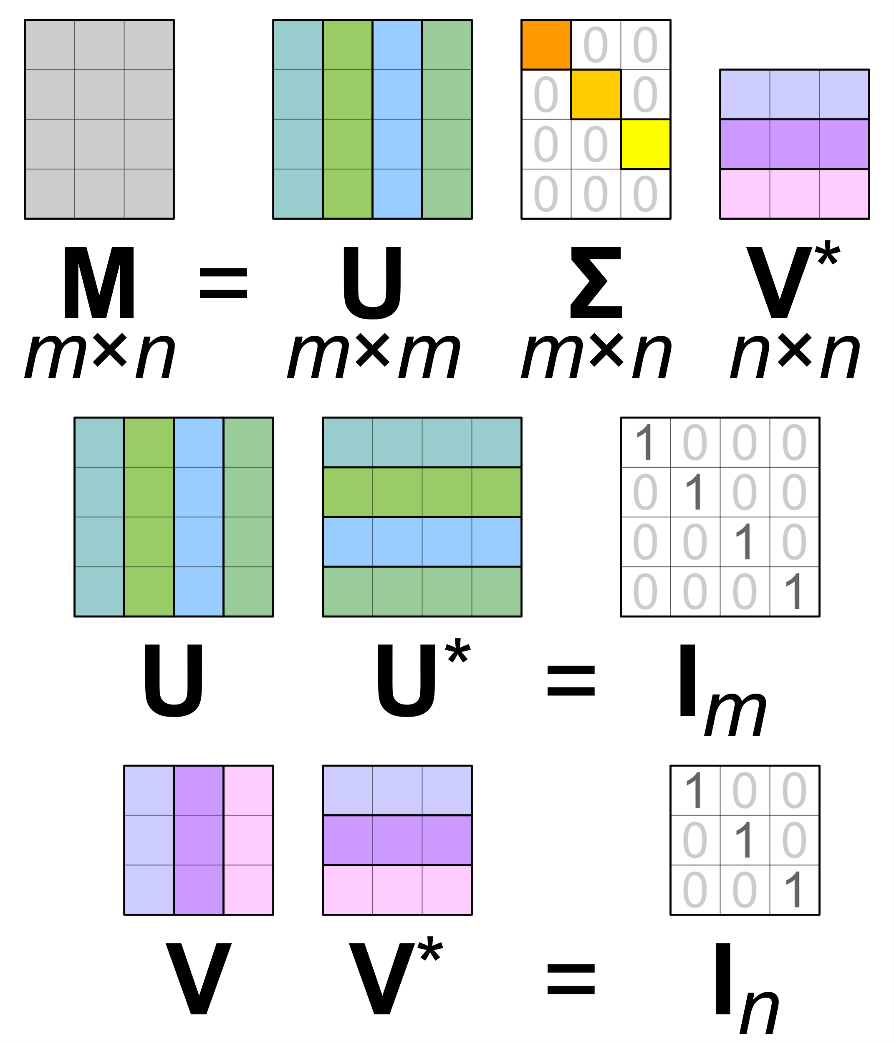 0 0
0 0
0 0
0 0 0
M = U Σ V*
m×n m×m m×n n×n
1 0 0 0
0 1 0 0
0 0 1 0
0 0 0 1
U U* = Im
1 0 0
0 1 0
0 0 1
V V* = In